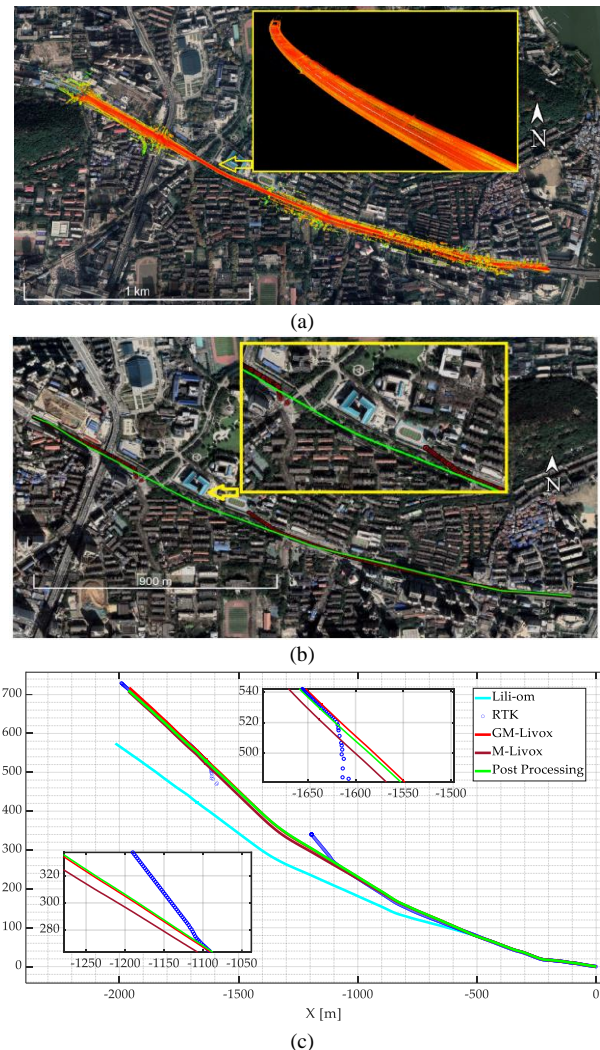 N
1 km
(a)
N
900 m
(b)
700
600
500
400
300
200
100
0
540
520
500
-1650
-1600
-1550
-1500
Lili-om
RTK
GM-Livox
M-Livox
Post Processing
320
300
280
-1250
-1200
-1150
-1100
-1050
-2000
-1500
-1000
-500
0
X [m]
(c)